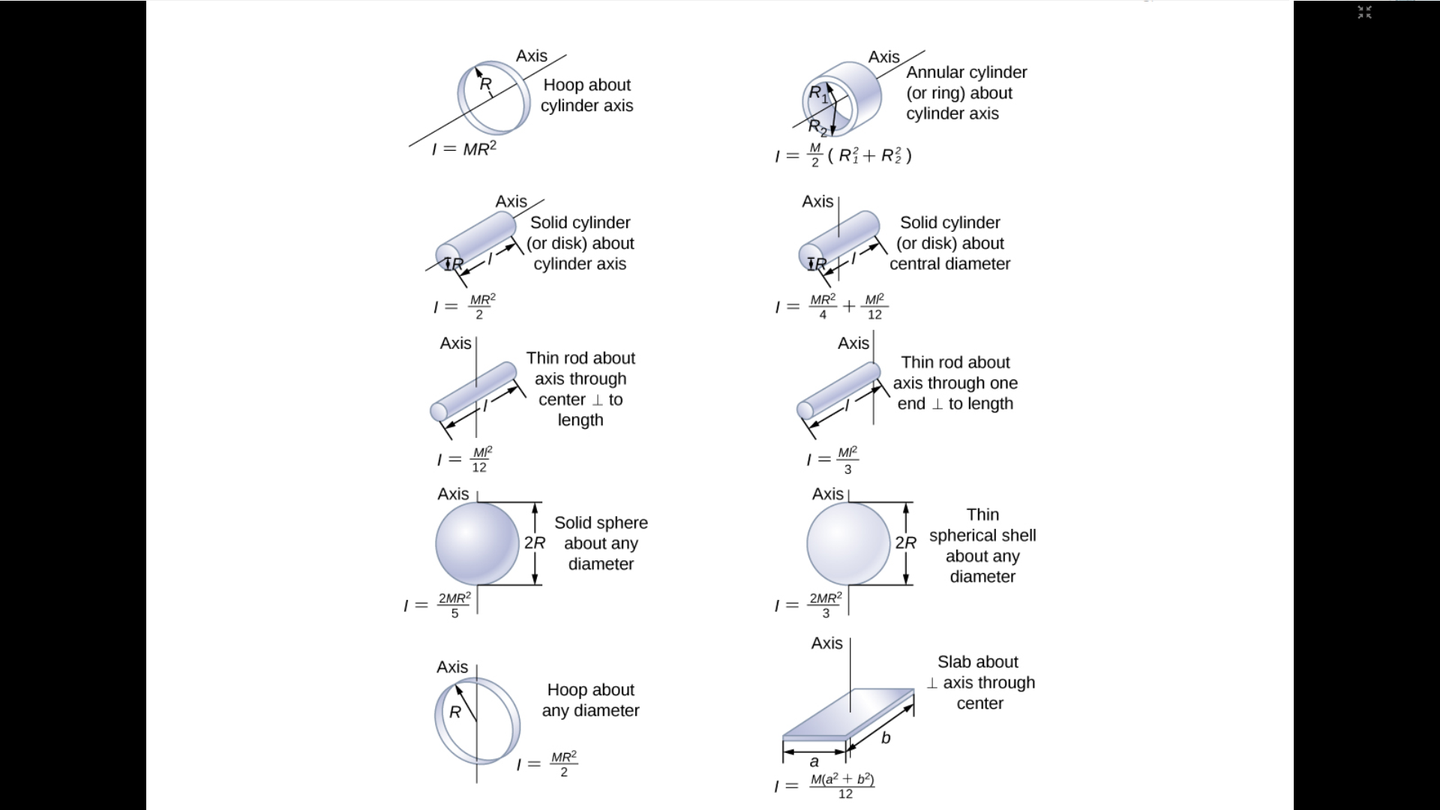 Axis
R
Hoop about
cylinder axis
I = MR²
Axis
R₁
R₂
Annular cylinder
(or ring) about
cylinder axis
I = M/2 ( R₁² + R₂² )
Axis
R
l
Solid cylinder
(or disk) about
cylinder axis
I = MR²/2
Axis
R
l
Solid cylinder
(or disk) about
central diameter
I = MR²/4 + Ml²/12
Axis
l
Thin rod about
axis through
center ⊥ to
length
I = Ml²/12
Axis
l
Thin rod about
axis through one
end ⊥ to length
I = Ml²/3
Axis
2R
Solid sphere
about any
diameter
I = 2MR²/5
Axis
2R
Thin
spherical shell
about any
diameter
I = 2MR²/3
Axis
R
Hoop about
any diameter
I = MR²/2
Axis
a
b
Slab about
⊥ axis through
center
I = M(a² + b²)/12